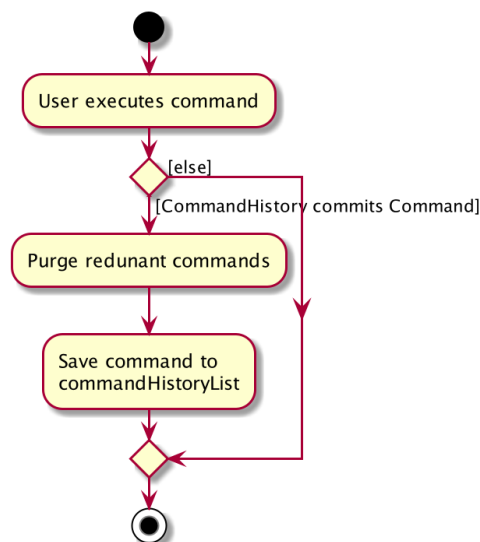 User executes command
[else]
[CommandHistory commits Command]
Purge redunant commands
Save command to
commandHistoryList